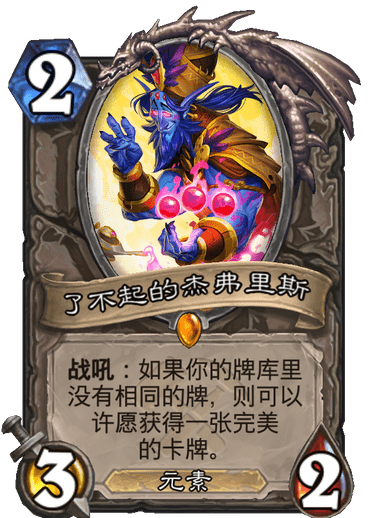 2
了不起的杰弗里斯
战吼：如果你的牌库里
没有相同的牌，则可以
许愿获得一张完美
的卡牌。
3
元素
2